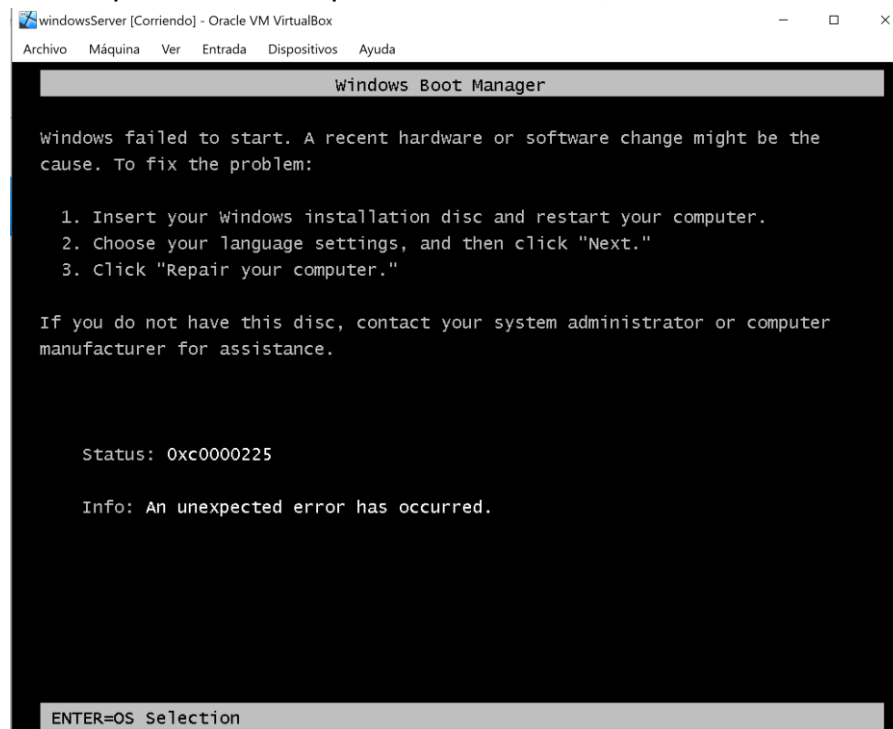 windowsServer [Corriendo] - Oracle VM VirtualBox
Archivo Máquina Ver Entrada Dispositivos Ayuda
Windows Boot Manager
Windows failed to start. A recent hardware or software change might be the
cause. To fix the problem:
1. Insert your Windows installation disc and restart your computer.
2. Choose your language settings, and then click "Next."
3. Click "Repair your computer."
If you do not have this disc, contact your system administrator or computer
manufacturer for assistance.
Status: 0xc0000225
Info: An unexpected error has occurred.
ENTER=OS Selection